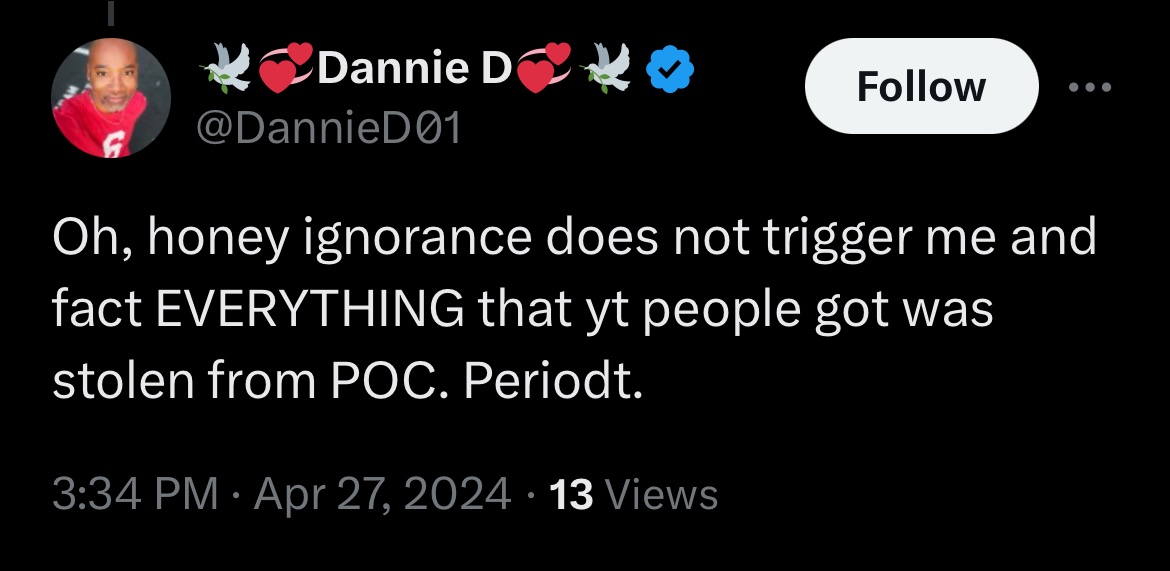 🕊️💞Dannie D💞🕊️
Follow
@DannieD01
Oh, honey ignorance does not trigger me and
fact EVERYTHING that yt people got was
stolen from POC. Periodt.
3:34 PM · Apr 27, 2024 · 13 Views